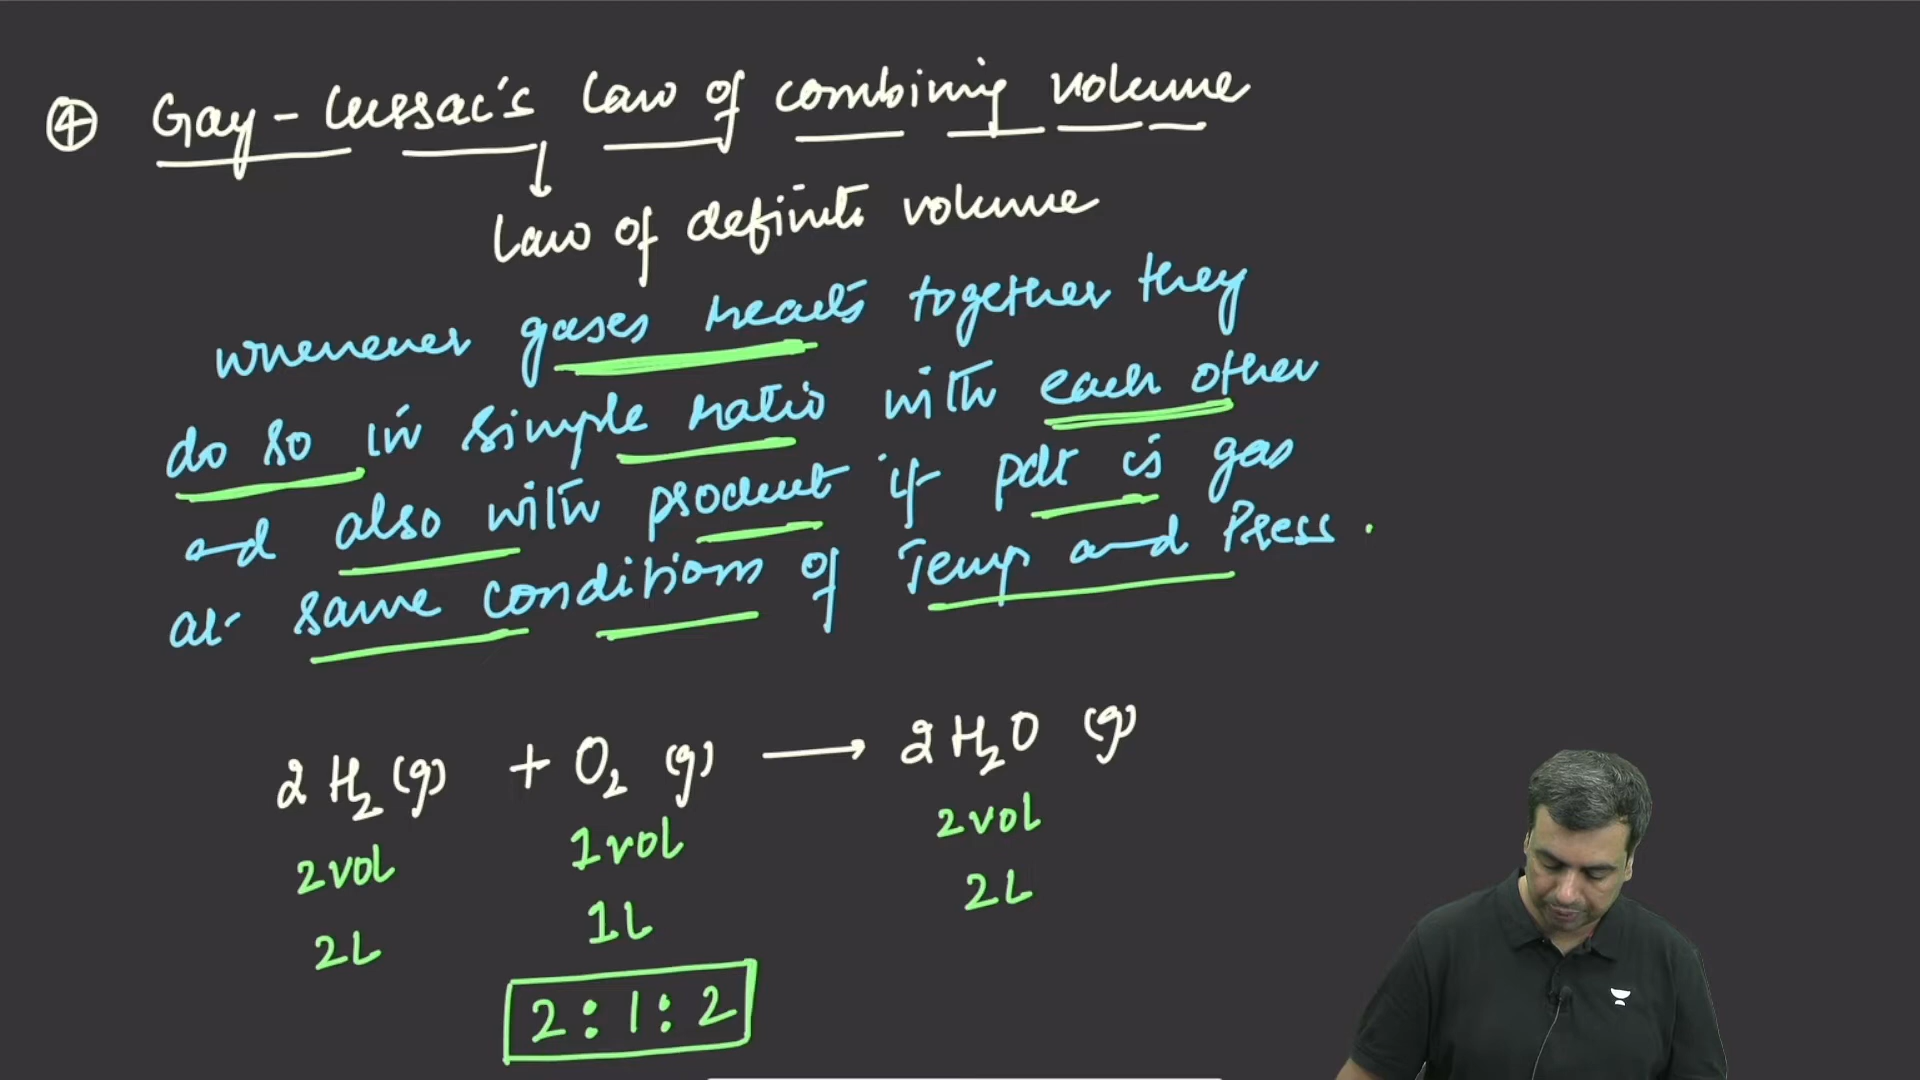 ④ Gay-Lussac's Law of combining volume
↓
Law of definite volume
whenever gases reacts together they
do so in simple ratio with each other
and also with product if pdt is gas
at same conditions of Temp and Press.
2H₂(g) + O₂ (g) ⟶ 2H₂O (g)
2vol 1vol 2vol
2L 1L 2L
2:1:2